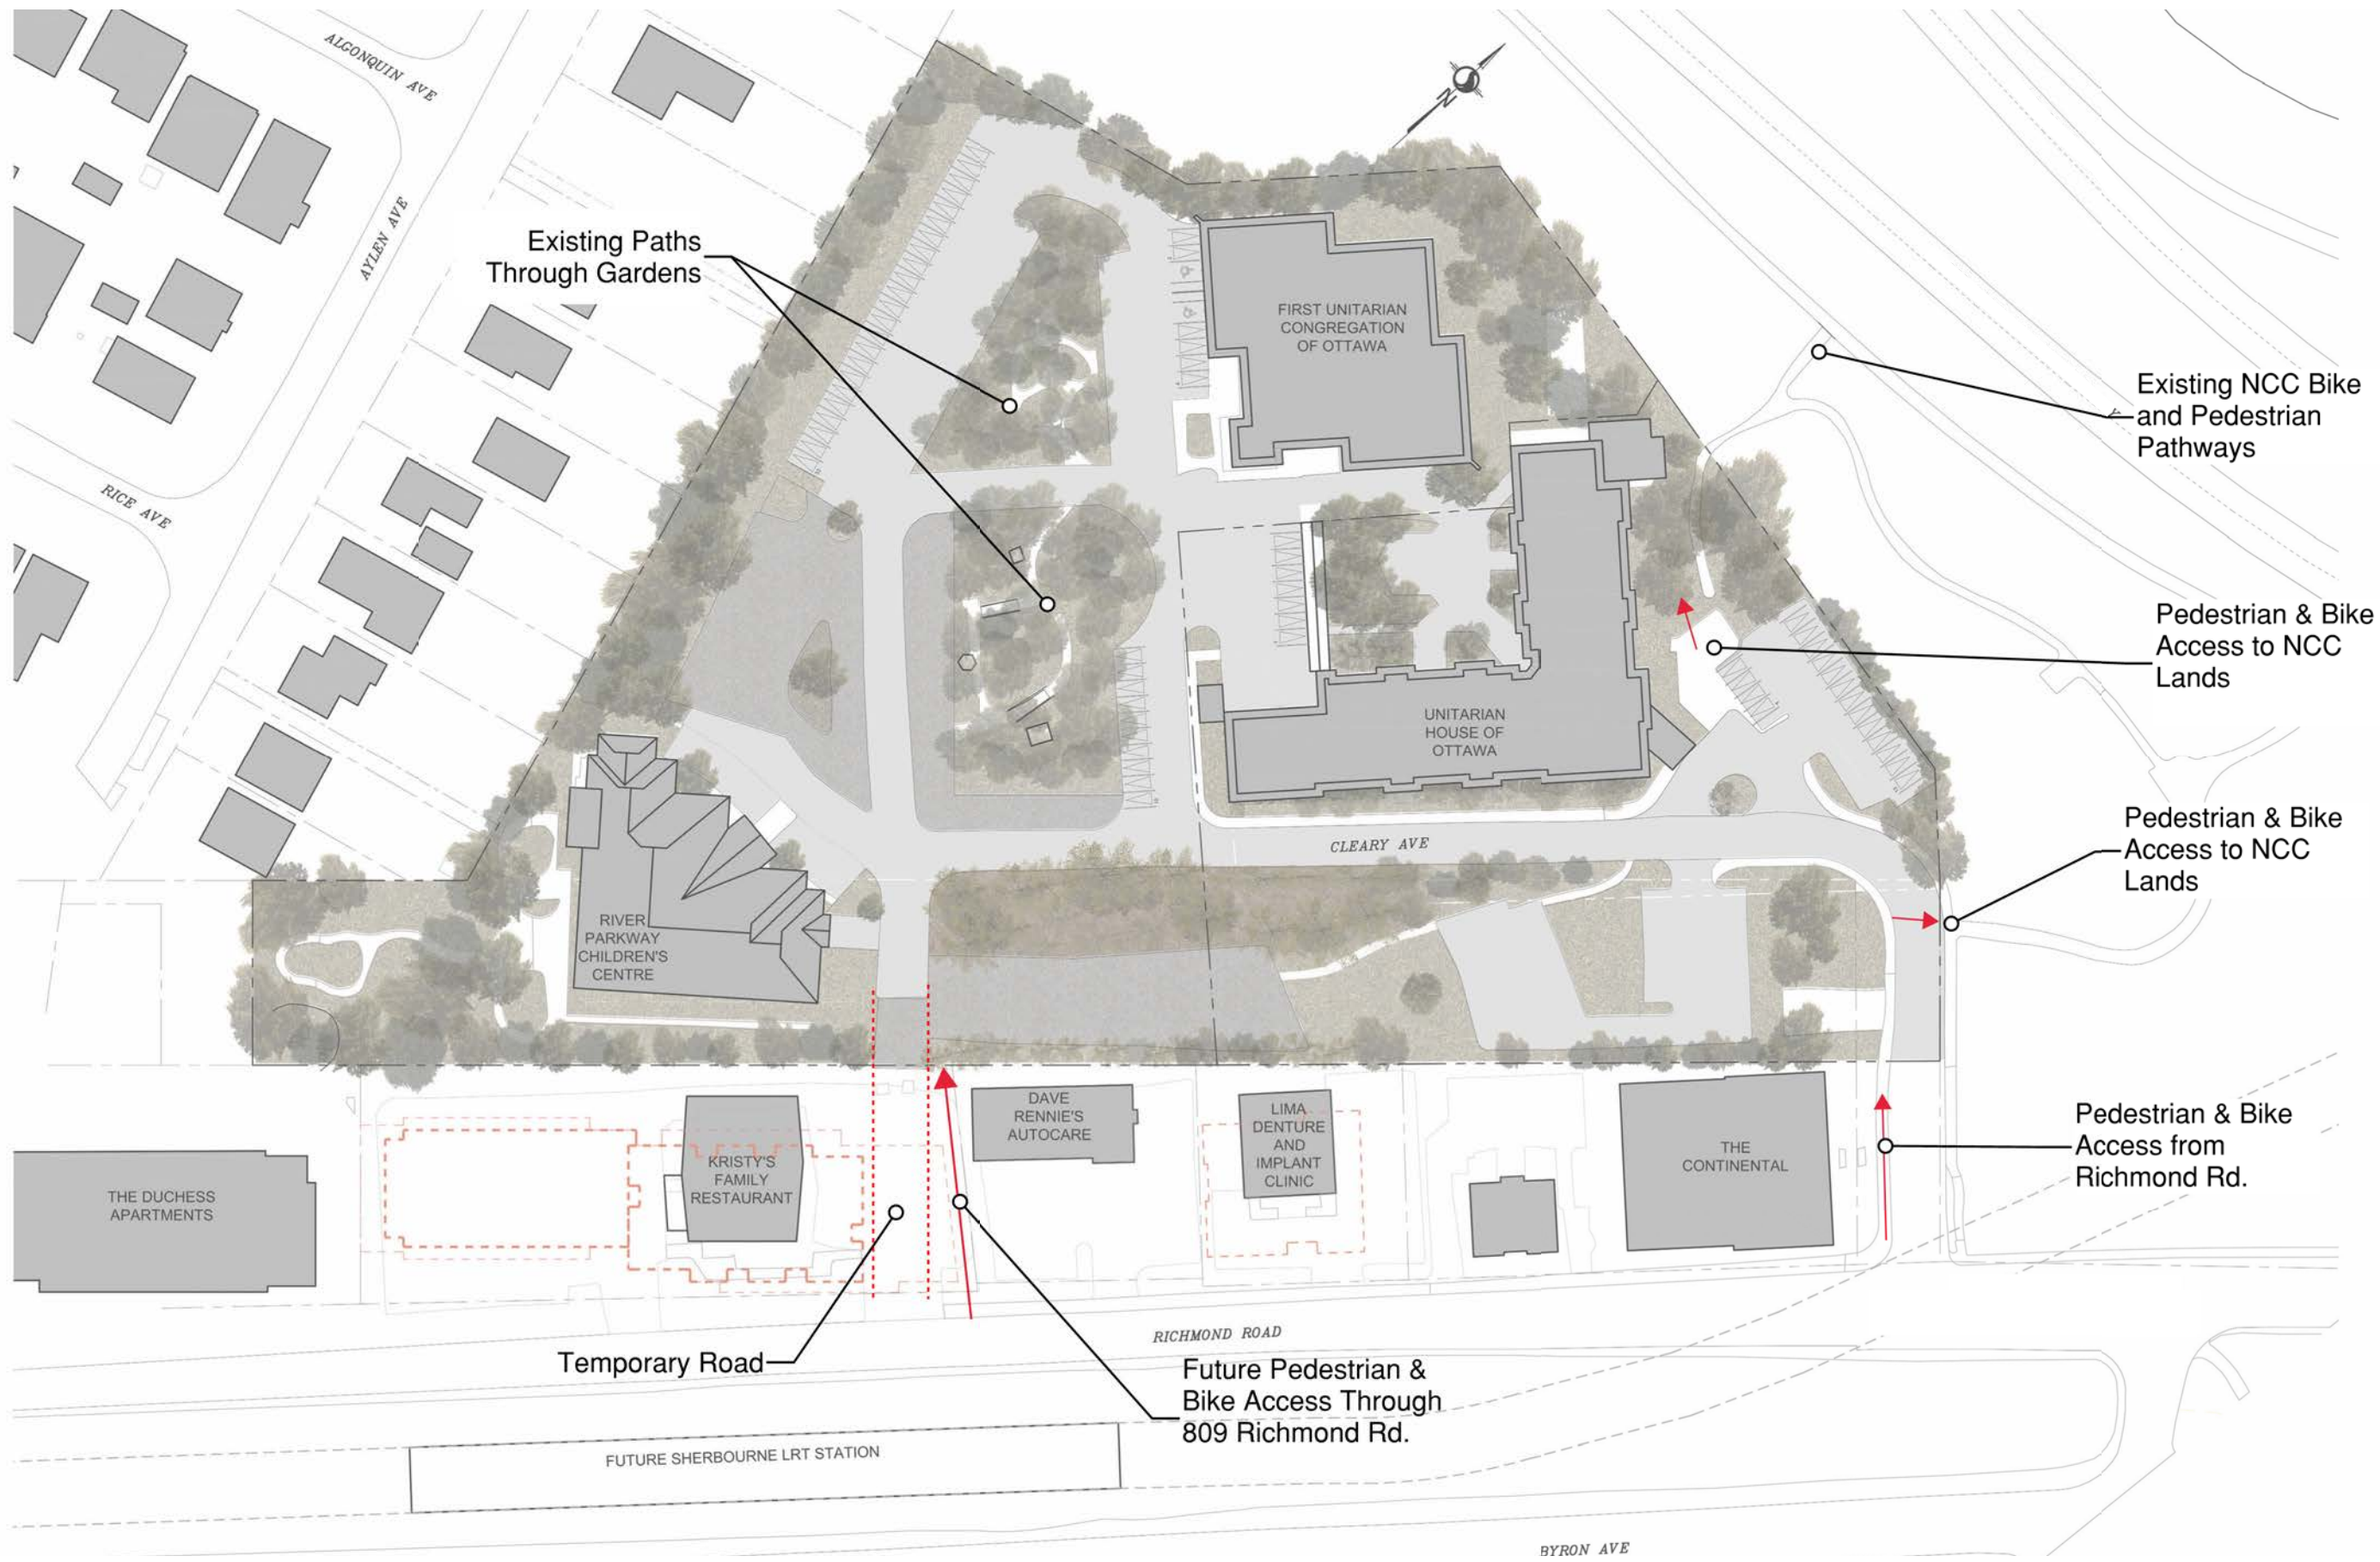 ALGONQUIN AVE
AYLEN AVE
RICE AVE
N
Existing Paths
Through Gardens
FIRST UNITARIAN
CONGREGATION
OF OTTAWA
Existing NCC Bike
and Pedestrian
Pathways
Pedestrian & Bike
Access to NCC
Lands
UNITARIAN
HOUSE OF
OTTAWA
Pedestrian & Bike
Access to NCC
Lands
CLEARY AVE
RIVER
PARKWAY
CHILDREN'S
CENTRE
DAVE
RENNIE'S
AUTOCARE
LIMA
DENTURE
AND
IMPLANT
CLINIC
THE
CONTINENTAL
Pedestrian & Bike
Access from
Richmond Rd.
KRISTY'S
FAMILY
RESTAURANT
THE DUCHESS
APARTMENTS
RICHMOND ROAD
Temporary Road
Future Pedestrian &
Bike Access Through
809 Richmond Rd.
FUTURE SHERBOURNE LRT STATION
BYRON AVE